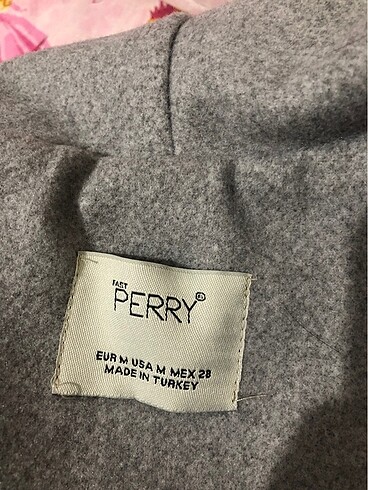 FAST
PERRY
EUR M USA M MEX 28
MADE IN TURKEY